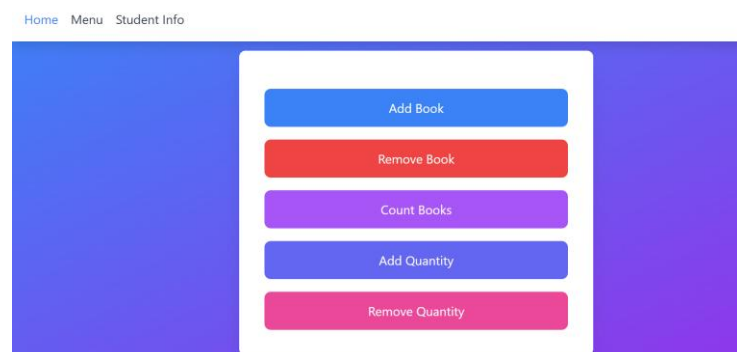 Home Menu Student Info
Add Book
Remove Book
Count Books
Add Quantity
Remove Quantity